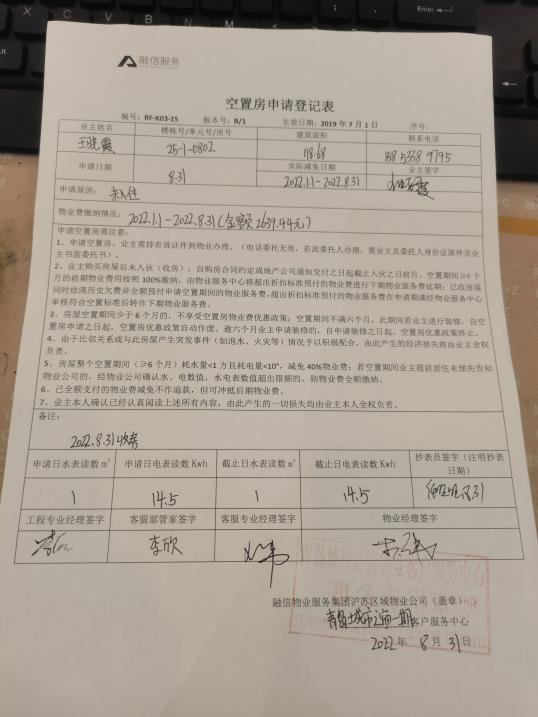 融信服务
空置房申请登记表
编号：RF-K03-15 版本号：B/1 生效日期：2019年7月1日 序号：
业主姓名 楼栋号/单元号/房号 建筑面积 联系电话
王晓霞 25-1-0802 118.68 158 5338 9795
申请日期 实际减免日期 业主签字
8.31 2022.1.1-2022.8.31
申请原因： 未入住
物业费缴纳情况： 2022.1.1-2022.8.31(金额2639.44元)
申请空置房须知：
1、申请空置房，业主需持有效证件到物业办理。（电话委托无效，若派委托人办理，需业主及委托人身份证原件及业
主书面委托书）。
2、业主购买房屋后未入伙（收房），自购房合同约定或地产公司通知交付之日起截止入伙之日前月，空置期间≥6个
月的前期物业费用按照100%缴纳，由物业服务中心将超出折扣标准预付的物业费进行下期物业服务费延期；已收房屋
同时结清历史欠费并全额预付申请空置期间的物业服务费，超出折扣标准预付的物业服务费在申请期满经物业服务中心
审核符合空置标准后转作下期物业服务费。
3、房屋空置期间少于6个月的，不享受空置房物业费优惠政策；空置期间不满六个月，此期间若业主进行装修，自空
置房申请之日起，空置房优惠政策自动作废。逾六个月业主申请装修的，自申请装修之日起，空置房优惠政策终止。
4、由于比邻关系或与此房屋产生突发事件（如泡水、火灾等）情况予以积极配合，由此产生的经济损失将由业主全权
负责。
5、房屋整个空置期间（≥6个月）耗水量<1方且耗电量<10°，减免40%物业费；若空置期间业主提前居住未预先告知
物业公司的，经物业公司确认水、电数值，水电表数值超出限额的，则物业费全额缴纳。
6、已全额支付的物业费减免不作退款，但可冲抵后期物业费。
7、业主本人确认已经认真阅读上述所有内容，由此产生的一切损失均由业主本人全权负责。
备注：
2022.8.31收房
申请日水表读数m³ 申请日电表读数Kwh 截止日水表读数m³ 截止日电表读数Kwh 抄表员签字（注明抄表
日期）
1 14.5 1 14.5 8.31
工程专业经理签字 客服部管家签字 客服专业经理签字 物业经理签字
李欣
融信物业服务集团沪苏区域物业公司（盖章）
青岛城市之窗一期客户服务中心
2022年 8月 31日